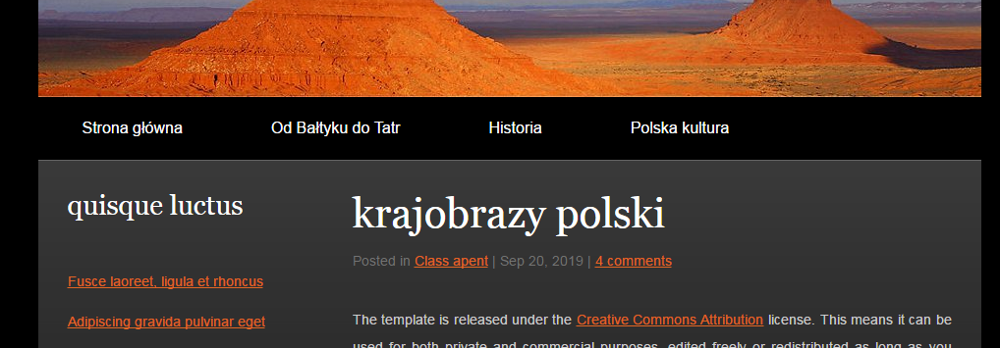 Strona główna Od Bałtyku do Tatr Historia Polska kultura
quisque luctus
Fusce laoreet, ligula et rhoncus
Adipiscing gravida pulvinar eget
krajobrazy polski
Posted in Class apent | Sep 20, 2019 | 4 comments
The template is released under the Creative Commons Attribution license. This means it can be
used for both private and commercial purposes, edited freely or redistributed as long as you